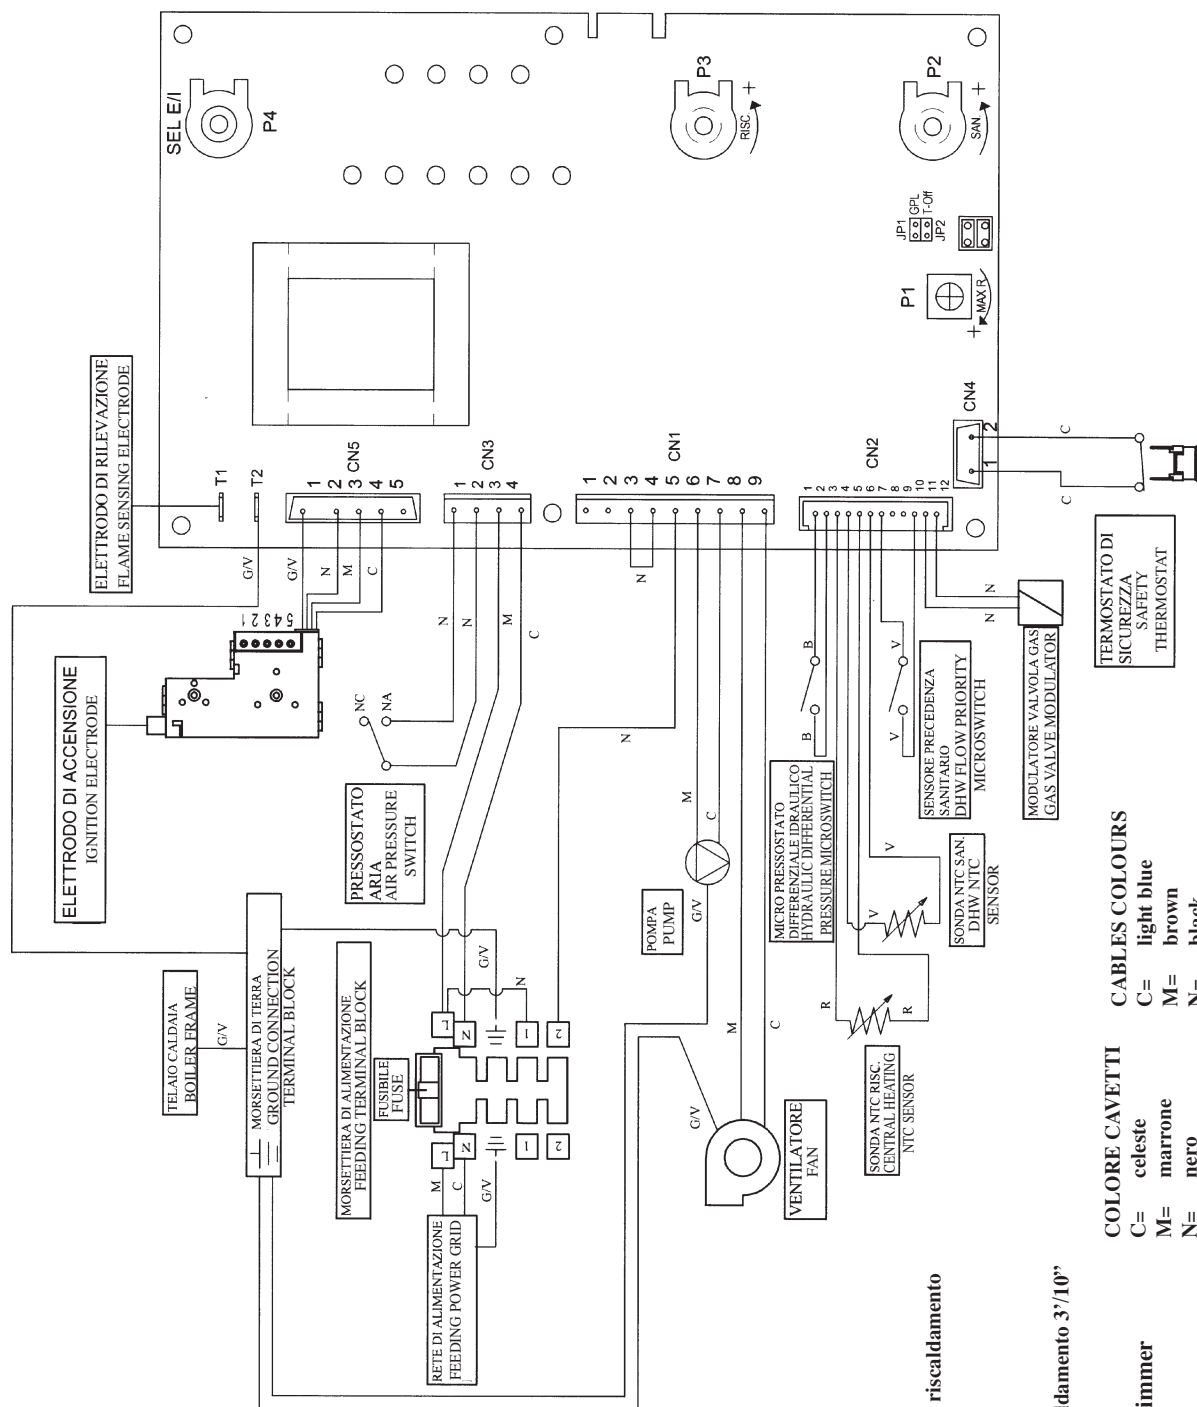 SEL E/I
P4
P3
RISC.
+
P2
SAN.
+
JP1
GPL
T-Off
JP2
P1
MAX R
+
ELETTRODO DI RILEVAZIONE
FLAME SENSING ELECTRODE
T1
T2
G/V
CN5
1
2
3
4
5
G/V
N
M
C
5 4 3 2 1
ELETTRODO DI ACCENSIONE
IGNITION ELECTRODE
CN3
1
2
3
4
N
N
M
C
NC
NA
PRESSOSTATO
ARIA
AIR PRESSURE
SWITCH
CN1
1
2
3
4
5
6
7
8
9
N
N
M
C
CN2
1
2
3
4
5
6
7
8
9
10
11
12
CN4
1
2
C
C
TERMOSTATO DI
SICUREZZA
SAFETY
THERMOSTAT
B
B
V
V
N
N
MICRO PRESSOSTATO
DIFFERENZIALE IDRAULICO
HYDRAULIC DIFFERENTIAL
PRESSURE MICROSWITCH
SENSORE PRECEDENZA
SANITARIO
DHW FLOW PRIORITY
MICROSWITCH
MODULATORE VALVOLA GAS
GAS VALVE MODULATOR
TELAIO CALDAIA
BOILER FRAME
G/V
MORSETTIERA DI TERRA
GROUND CONNECTION
TERMINAL BLOCK
MORSETTIERA DI ALIMENTAZIONE
FEEDING TERMINAL BLOCK
FUSIBILE
FUSE
L
N
1
2
G/V
N
L
N
1
2
M
C
G/V
RETE DI ALIMENTAZIONE
FEEDING POWER GRID
POMPA
PUMP
G/V
M
C
G/V
VENTILATORE
FAN
SONDA NTC SAN.
DHW NTC
SENSOR
V
V
SONDA NTC RISC.
CENTRAL HEATING
NTC SENSOR
R
R
CABLES COLOURS
C= light blue
M= brown
N= black
COLORE CAVETTI
C= celeste
M= marrone
N= nero
riscaldamento
ldamento 3’/10”
immer